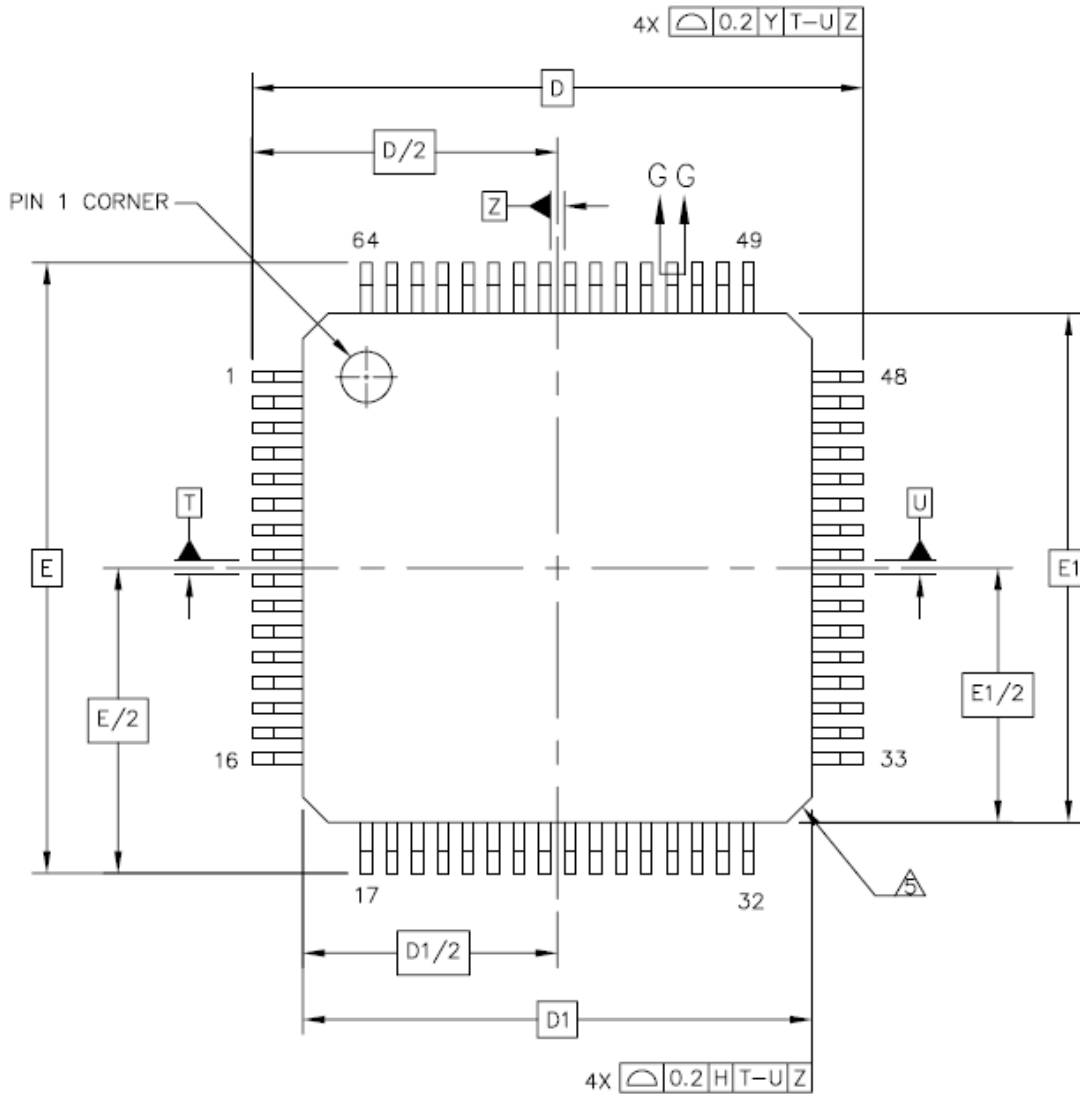 4X ⌓ 0.2 Y T-U Z
D
D/2
G G
PIN 1 CORNER
Z
64
49
1
48
T
U
E
E1
E/2
E1/2
16
33
17
32
5
D1/2
D1
4X ⌓ 0.2 H T-U Z